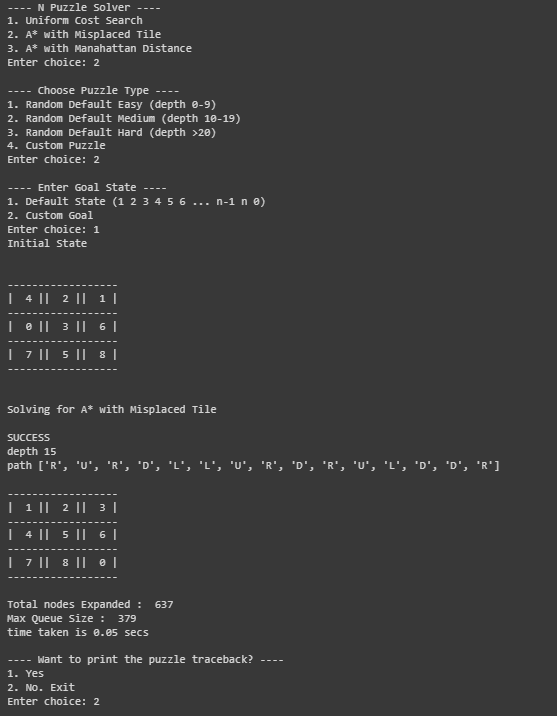 ---- N Puzzle Solver ----
1. Uniform Cost Search
2. A* with Misplaced Tile
3. A* with Manahattan Distance
Enter choice: 2
---- Choose Puzzle Type ----
1. Random Default Easy (depth 0-9)
2. Random Default Medium (depth 10-19)
3. Random Default Hard (depth >20)
4. Custom Puzzle
Enter choice: 2
---- Enter Goal State ----
1. Default State (1 2 3 4 5 6 ... n-1 n 0)
2. Custom Goal
Enter choice: 1
Initial State
------------------
|  4 ||  2 ||  1 |
------------------
|  0 ||  3 ||  6 |
------------------
|  7 ||  5 ||  8 |
------------------
Solving for A* with Misplaced Tile
SUCCESS
depth 15
path ['R', 'U', 'R', 'D', 'L', 'L', 'U', 'R', 'D', 'R', 'U', 'L', 'D', 'D', 'R']
------------------
|  1 ||  2 ||  3 |
------------------
|  4 ||  5 ||  6 |
------------------
|  7 ||  8 ||  0 |
------------------
Total nodes Expanded :  637
Max Queue Size :  379
time taken is 0.05 secs
---- Want to print the puzzle traceback? ----
1. Yes
2. No. Exit
Enter choice: 2